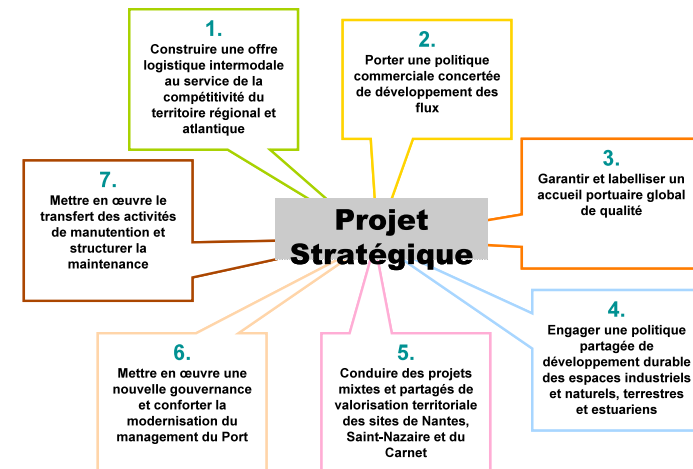 1.
Construire une offre
logistique intermodale
au service de la
compétitivité du
territoire régional et
atlantique
2.
Porter une politique
commerciale concertée
de développement des
flux
3.
Garantir et labelliser un
accueil portuaire global
de qualité
7.
Mettre en œuvre le
transfert des activités
de manutention et
structurer la
maintenance
Projet
Stratégique
4.
Engager une politique
partagée de
développement durable
des espaces industriels
et naturels, terrestres
et estuariens
6.
Mettre en œuvre une
nouvelle gouvernance
et conforter la
modernisation du
management du Port
5.
Conduire des projets
mixtes et partagés de
valorisation territoriale
des sites de Nantes,
Saint-Nazaire et du
Carnet